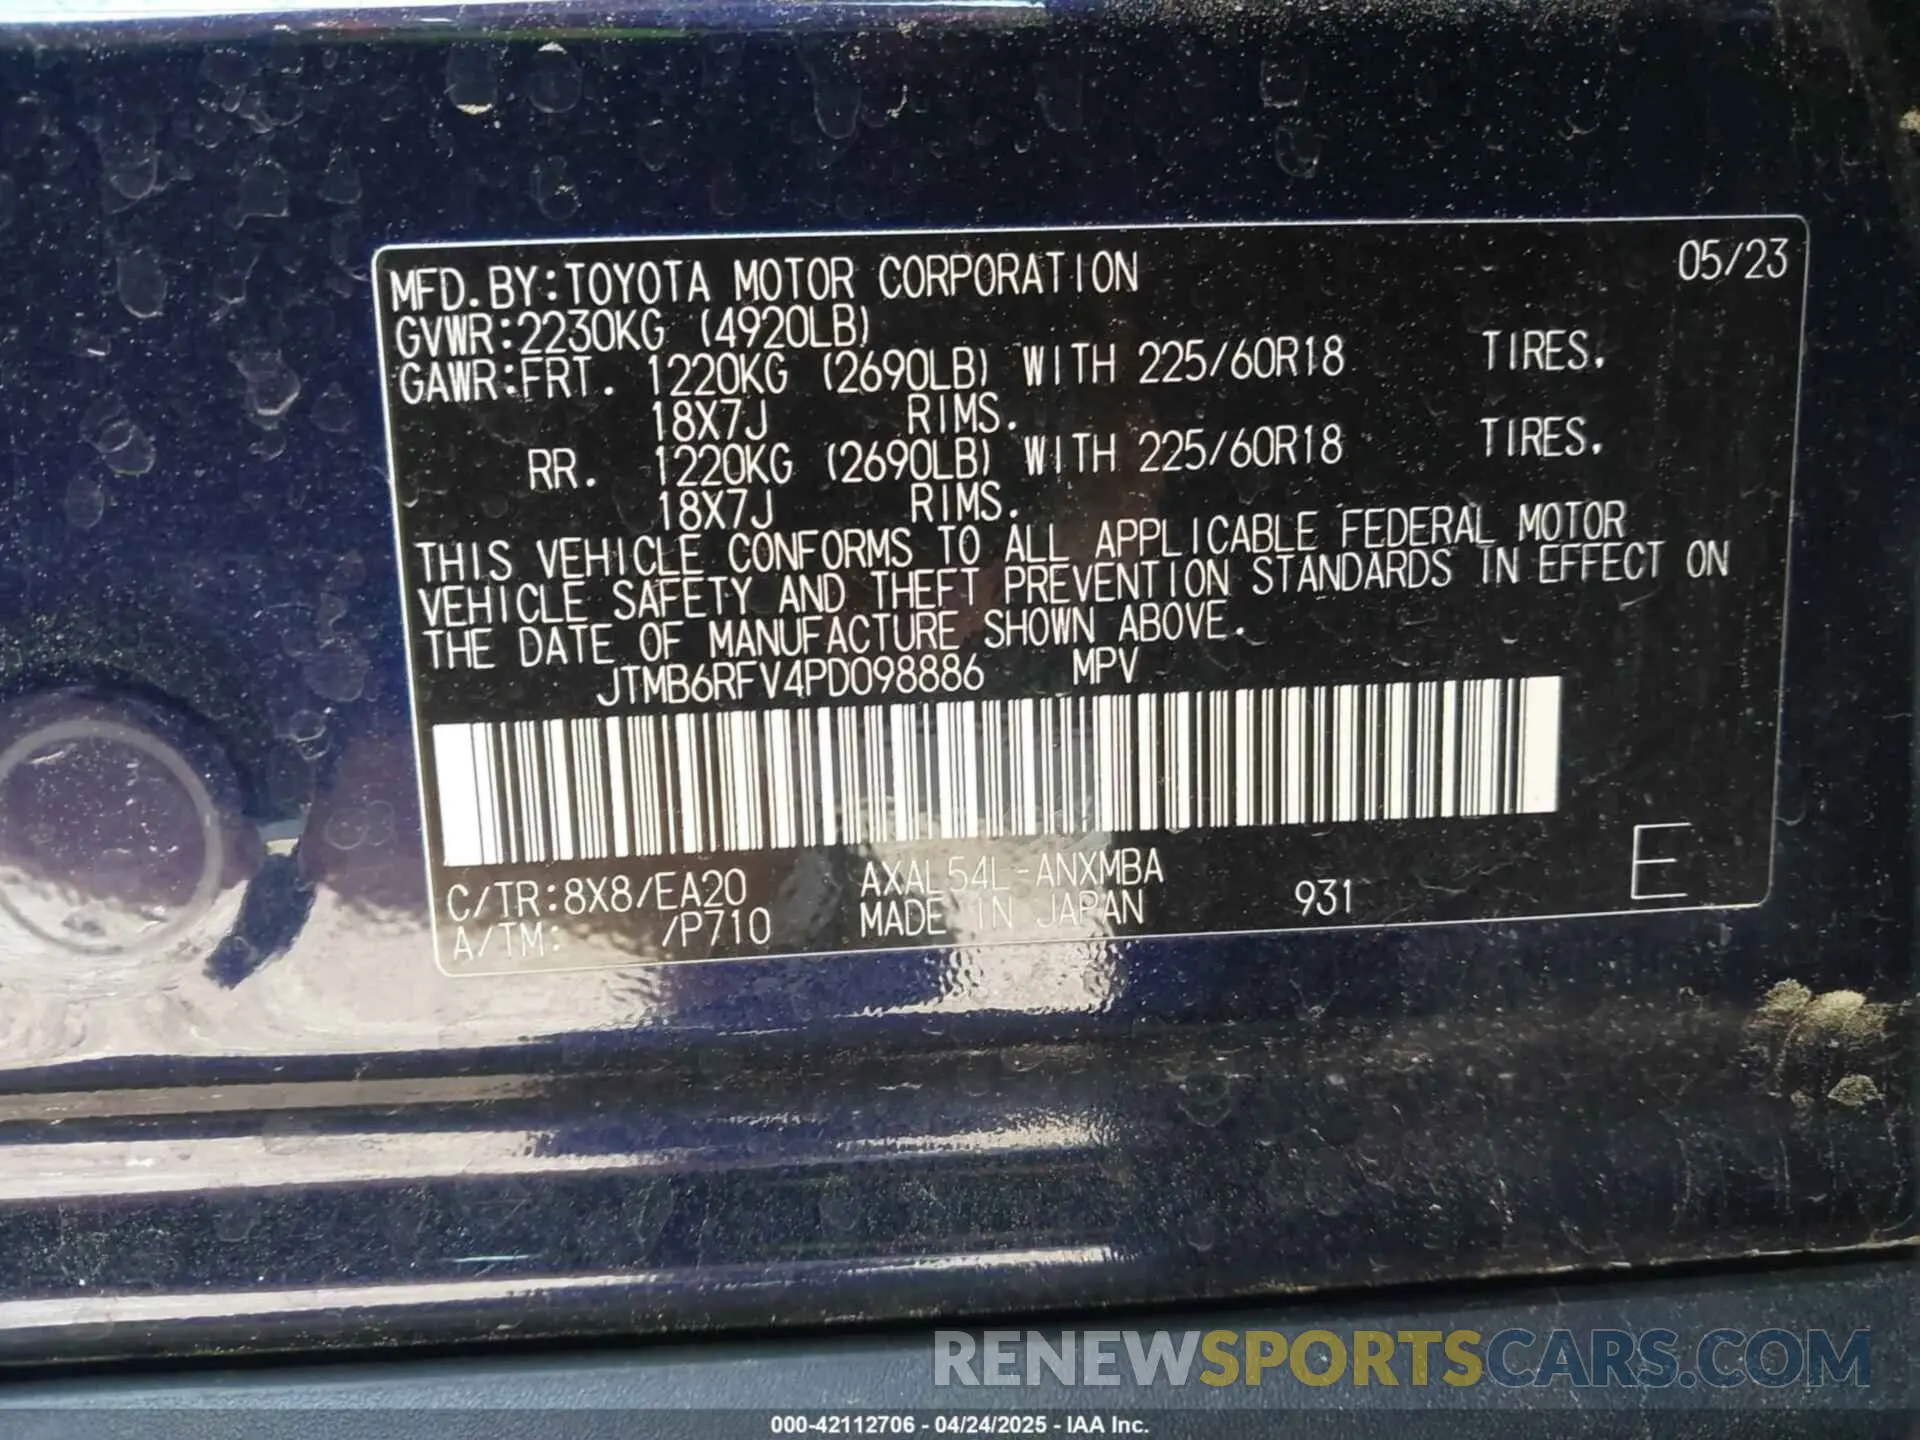 MFD.BY:TOYOTA MOTOR CORPORATION 05/23
GVWR:2230KG (4920LB)
GAWR:FRT. 1220KG (2690LB) WITH 225/60R18 TIRES.
18X7J RIMS.
RR. 1220KG (2690LB) WITH 225/60R18 TIRES.
18X7J RIMS.
THIS VEHICLE CONFORMS TO ALL APPLICABLE FEDERAL MOTOR
VEHICLE SAFETY AND THEFT PREVENTION STANDARDS IN EFFECT ON
THE DATE OF MANUFACTURE SHOWN ABOVE.
JTMB6RFV4PD098886 MPV
C/TR:8X8/EA20 AXAL54L-ANXMBA
A/TM: /P710 MADE IN JAPAN 931 E
RENEWSPORTSCARS.COM
000-42112706 - 04/24/2025 - IAA Inc.